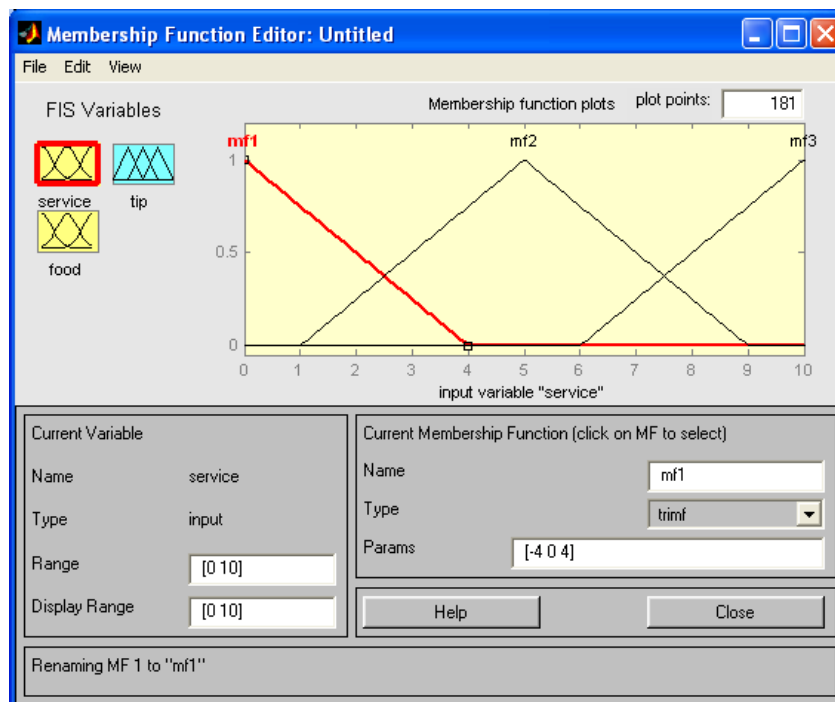 Membership Function Editor: Untitled
File Edit View
FIS Variables
Membership function plots plot points: 181
service tip
food
mf1 mf2 mf3
1
0.5
0
0 1 2 3 4 5 6 7 8 9 10
input variable "service"
Current Variable
Name service
Type input
Range [0 10]
Display Range [0 10]
Current Membership Function (click on MF to select)
Name mf1
Type trimf
Params [-4 0 4]
Help Close
Renaming MF 1 to "mf1"